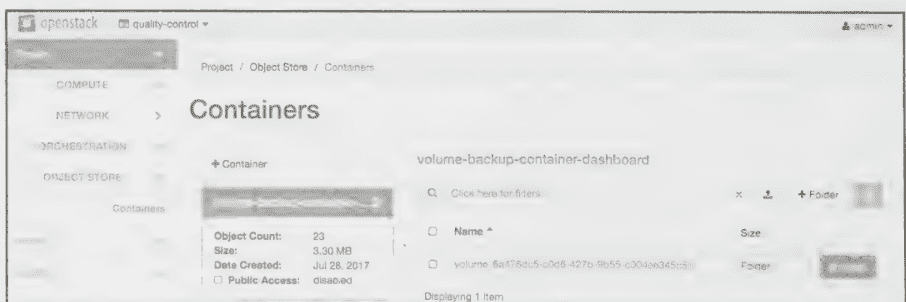 openstack quality-control
admin
Project / Object Store / Containers
COMPUTE
NETWORK
ORCHESTRATION
OBJECT STORE
Containers
Containers
+ Container
Object Count: 23
Size: 3.30 MB
Date Created: Jul 28, 2017
Public Access: disabled
volume-backup-container-dashboard
Click here for filters.
× + Folder
Name Size
Folder
Displaying 1 item